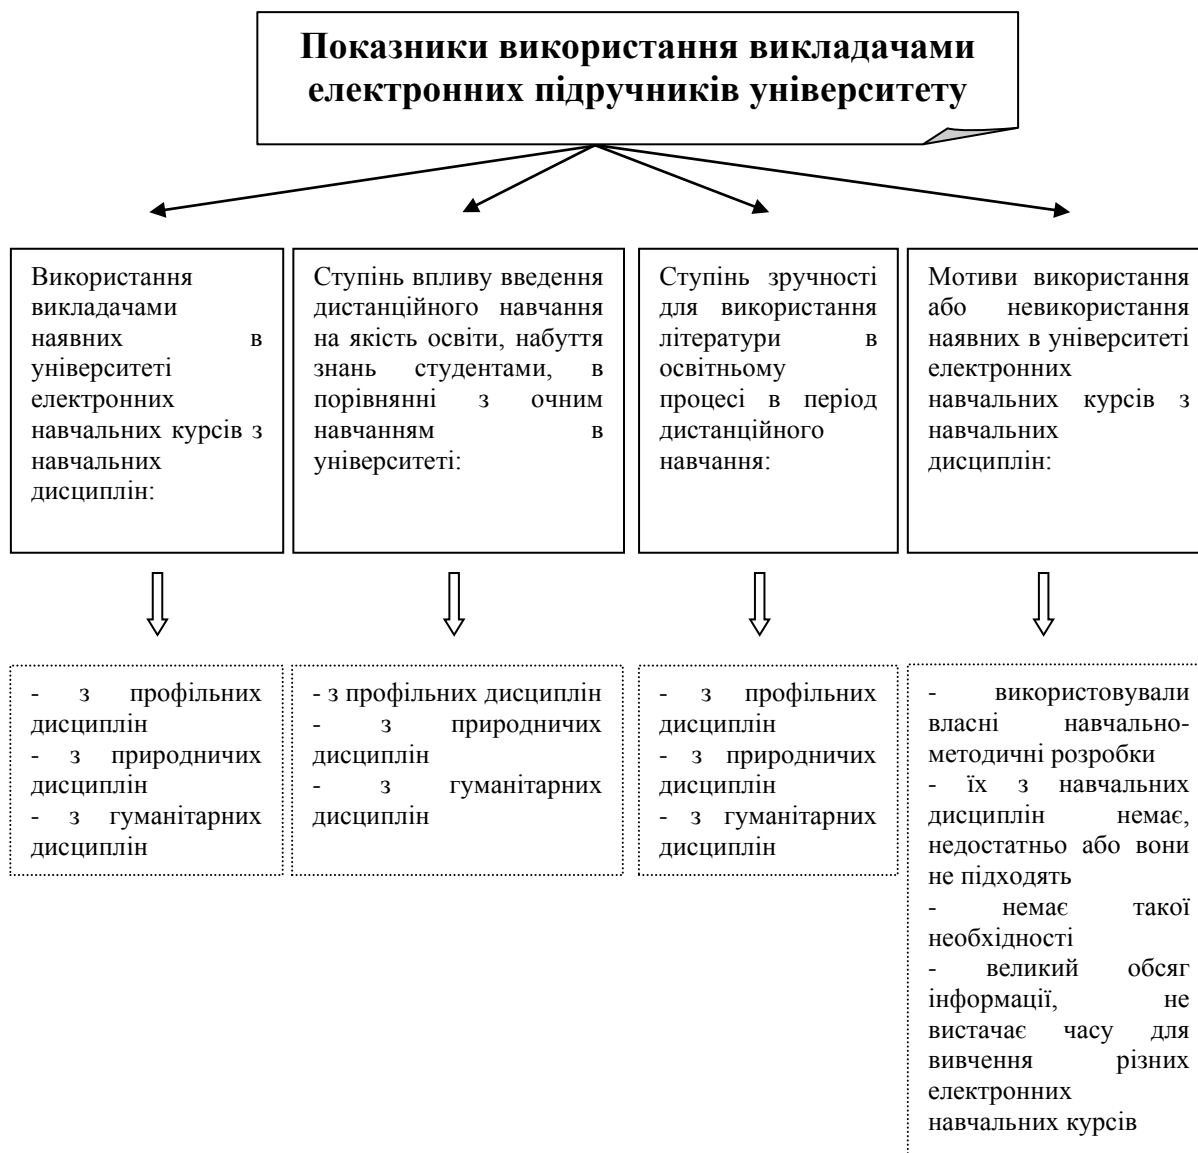 Показники використання викладачами
електронних підручників університету
Використання
викладачами
наявних в
університеті
електронних
навчальних курсів з
навчальних
дисциплін:
Ступінь впливу введення
дистанційного навчання
на якість освіти, набуття
знань студентами, в
порівнянні з очним
навчанням в
університеті:
Ступінь зручності
для використання
літератури в
освітньому
процесі в період
дистанційного
навчання:
Мотиви використання
або невикористання
наявних в університеті
електронних
навчальних курсів з
навчальних
дисциплін:
- з профільних
дисциплін
- з природничих
дисциплін
- з гуманітарних
дисциплін
- з профільних дисциплін
- з природничих
дисциплін
- з гуманітарних
дисциплін
- з профільних
дисциплін
- з природничих
дисциплін
- з гуманітарних
дисциплін
- використовували
власні навчально-
методичні розробки
- їх з навчальних
дисциплін немає,
недостатньо або вони
не підходять
- немає такої
необхідності
- великий обсяг
інформації, не
вистачає часу для
вивчення різних
електронних
навчальних курсів